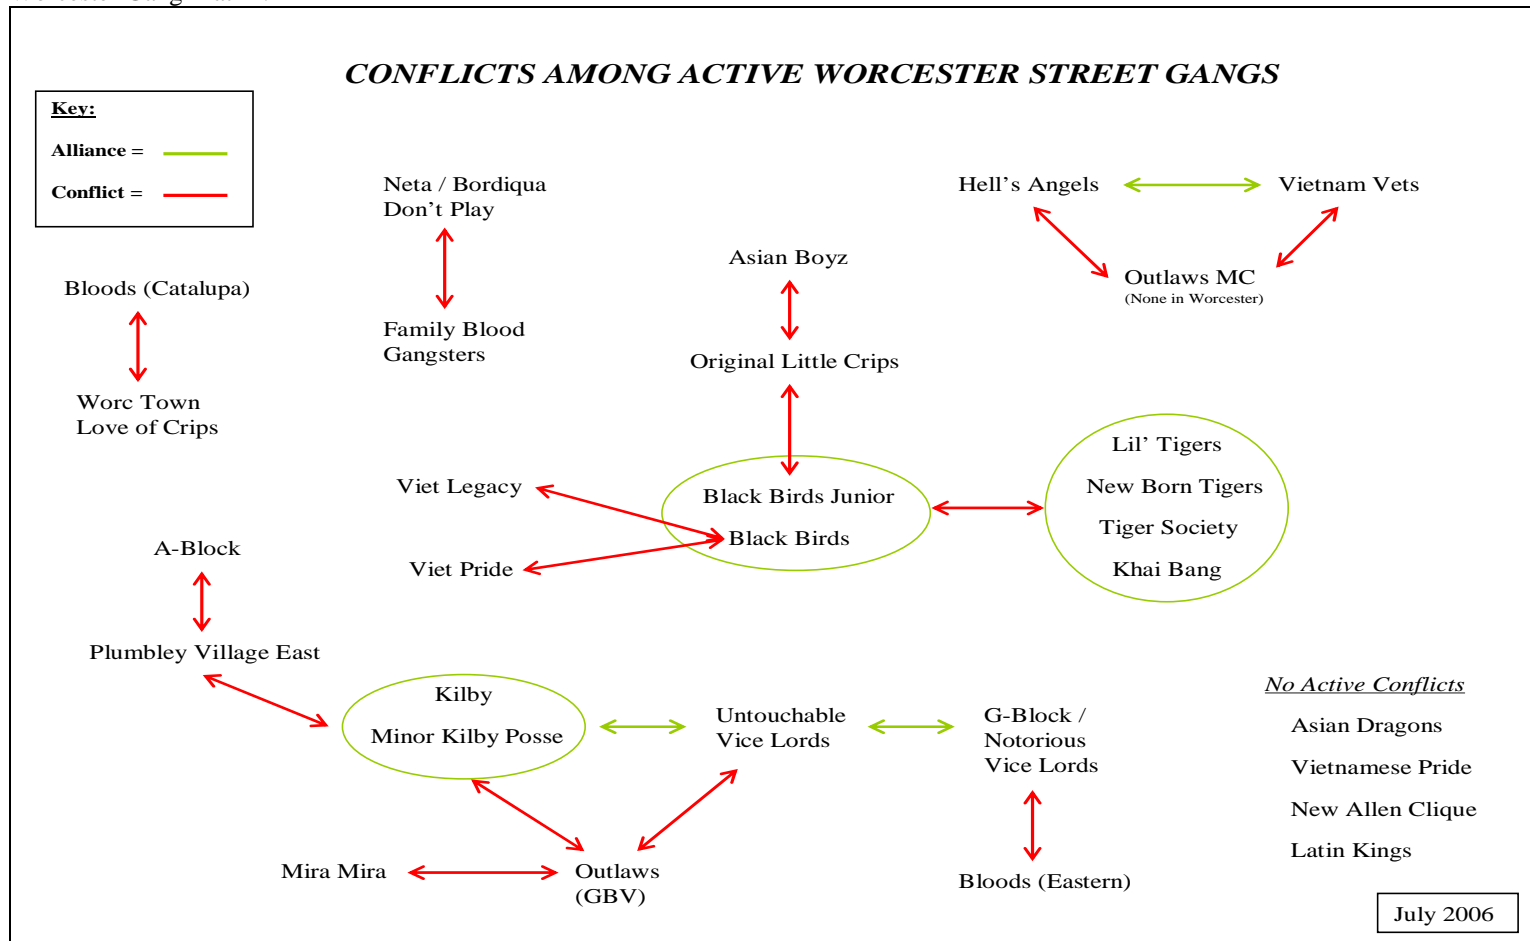 CONFLICTS AMONG ACTIVE WORCESTER STREET GANGS
Key:
Alliance =
Conflict =
Neta / Bordiqua
Don't Play
Hell's Angels
Vietnam Vets
Asian Boyz
Outlaws MC
(None in Worcester)
Bloods (Catalupa)
Family Blood
Gangsters
Original Little Crips
Worc Town
Love of Crips
Lil' Tigers
New Born Tigers
Tiger Society
Khai Bang
Viet Legacy
Black Birds Junior
Black Birds
Viet Pride
A-Block
Plumbley Village East
Kilby
Minor Kilby Posse
Untouchable
Vice Lords
G-Block /
Notorious
Vice Lords
No Active Conflicts
Asian Dragons
Vietnamese Pride
New Allen Clique
Latin Kings
Mira Mira
Outlaws
(GBV)
Bloods (Eastern)
July 2006